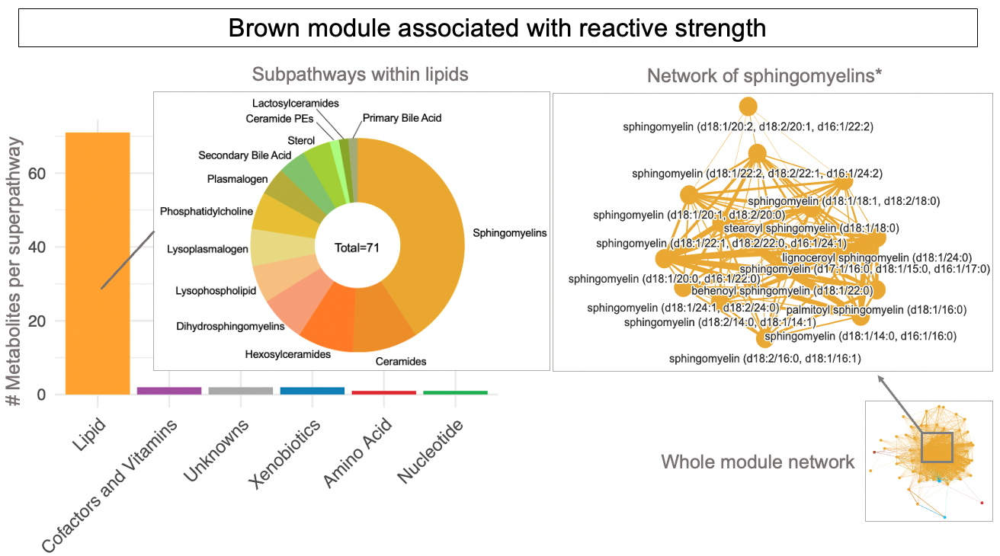 Brown module associated with reactive strength
Subpathways within lipids
Network of sphingomyelins*
# Metabolites per superpathway
60
40
20
0
Lipid
Cofactors and Vitamins
Unknowns
Xenobiotics
Amino Acid
Nucleotide
Lactosylceramides
Ceramide PEs
Primary Bile Acid
Sterol
Secondary Bile Acid
Plasmalogen
Phosphatidylcholine
Lysoplasmalogen
Lysophospholipid
Dihydrosphingomyelins
Hexosylceramides
Ceramides
Sphingomyelins
Total=71
sphingomyelin (d18:1/20:2, d18:2/20:1, d16:1/22:2)
sphingomyelin (d18:1/22:2, d18:2/22:1, d16:1/24:2)
sphingomyelin (d18:1/18:1, d18:2/18:0)
sphingomyelin (d18:1/20:1, d18:2/20:0)
stearoyl sphingomyelin (d18:1/18:0)
sphingomyelin (d18:1/22:1, d18:2/22:0, d16:1/24:1)
lignoceroyl sphingomyelin (d18:1/24:0)
sphingomyelin (d17:1/16:0, d18:1/15:0, d16:1/17:0)
sphingomyelin (d18:1/20:0, d16:1/22:0)
behenoyl sphingomyelin (d18:1/22:0)
sphingomyelin (d18:1/24:1, d18:2/24:0)
palmitoyl sphingomyelin (d18:1/16:0)
sphingomyelin (d18:2/14:0, d18:1/14:1)
sphingomyelin (d18:1/14:0, d16:1/16:0)
sphingomyelin (d18:2/16:0, d18:1/16:1)
Whole module network